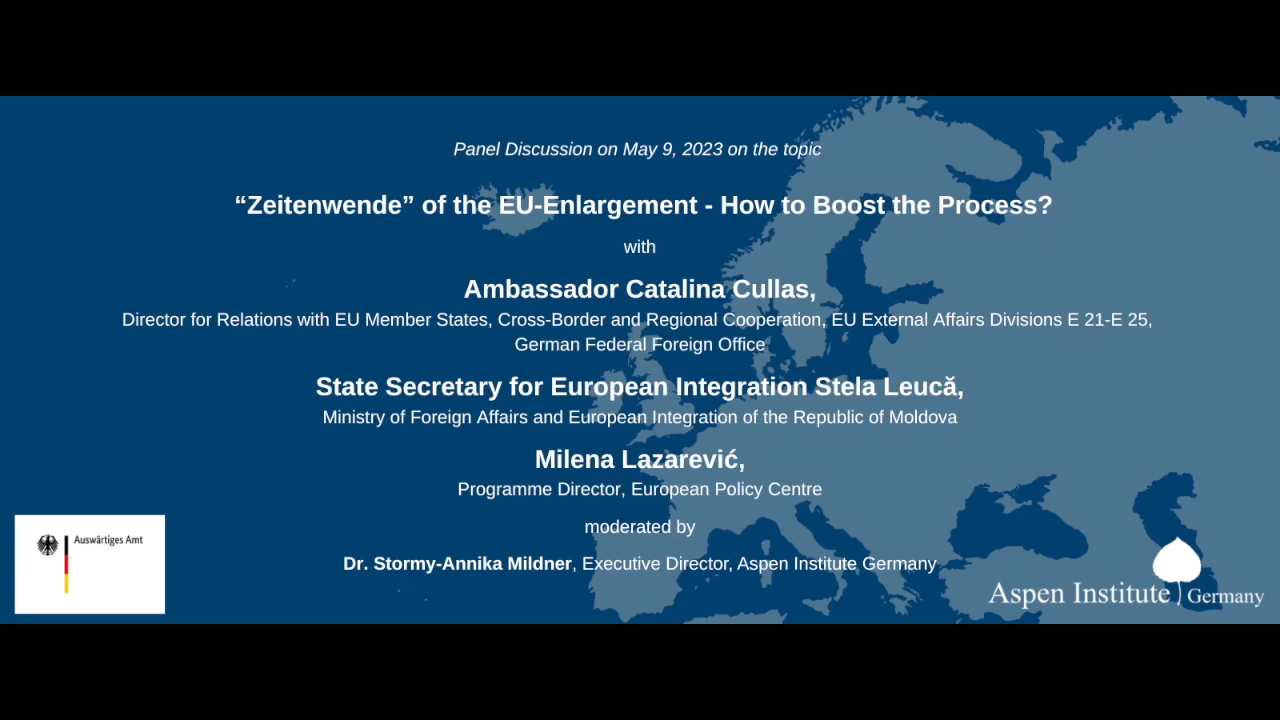 Panel Discussion on May 9, 2023 on the topic
“Zeitenwende” of the EU-Enlargement - How to Boost the Process?
with
Ambassador Catalina Cullas,
Director for Relations with EU Member States, Cross-Border and Regional Cooperation, EU External Affairs Divisions E 21-E 25,
German Federal Foreign Office
State Secretary for European Integration Stela Leucă,
Ministry of Foreign Affairs and European Integration of the Republic of Moldova
Milena Lazarević,
Programme Director, European Policy Centre
moderated by
Dr. Stormy-Annika Mildner, Executive Director, Aspen Institute Germany
Auswärtiges Amt
Aspen Institute Germany